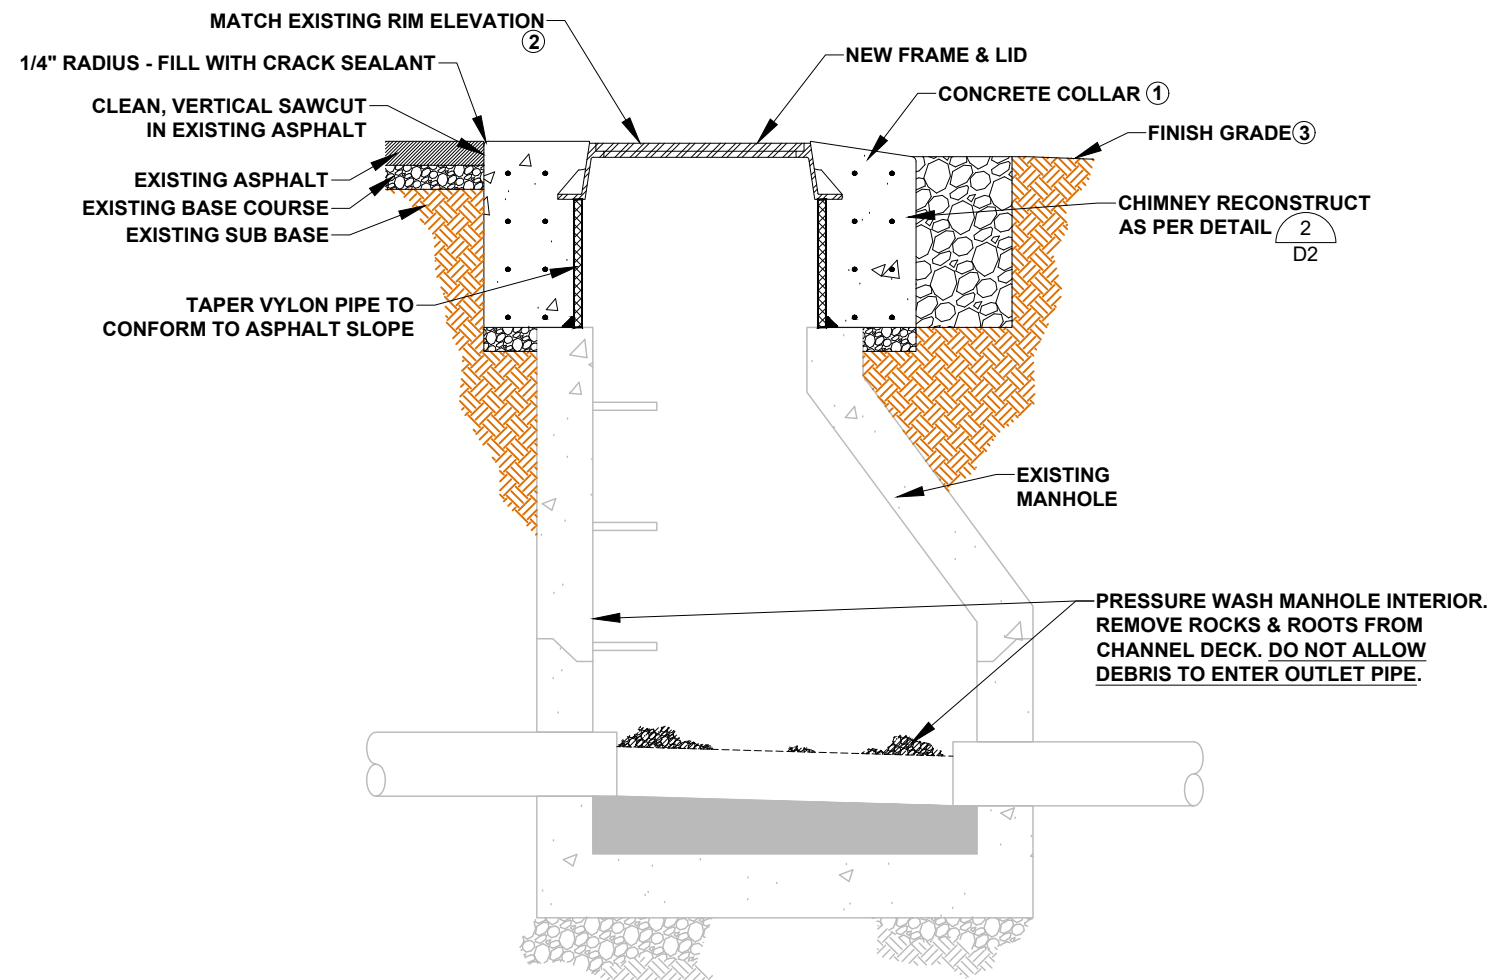 MATCH EXISTING RIM ELEVATION
2
1/4" RADIUS - FILL WITH CRACK SEALANT
CLEAN, VERTICAL SAWCUT
IN EXISTING ASPHALT
EXISTING ASPHALT
EXISTING BASE COURSE
EXISTING SUB BASE
TAPER VYLON PIPE TO
CONFORM TO ASPHALT SLOPE
NEW FRAME & LID
CONCRETE COLLAR 1
FINISH GRADE 3
CHIMNEY RECONSTRUCT
AS PER DETAIL 2
D2
EXISTING
MANHOLE
PRESSURE WASH MANHOLE INTERIOR.
REMOVE ROCKS & ROOTS FROM
CHANNEL DECK. DO NOT ALLOW
DEBRIS TO ENTER OUTLET PIPE.